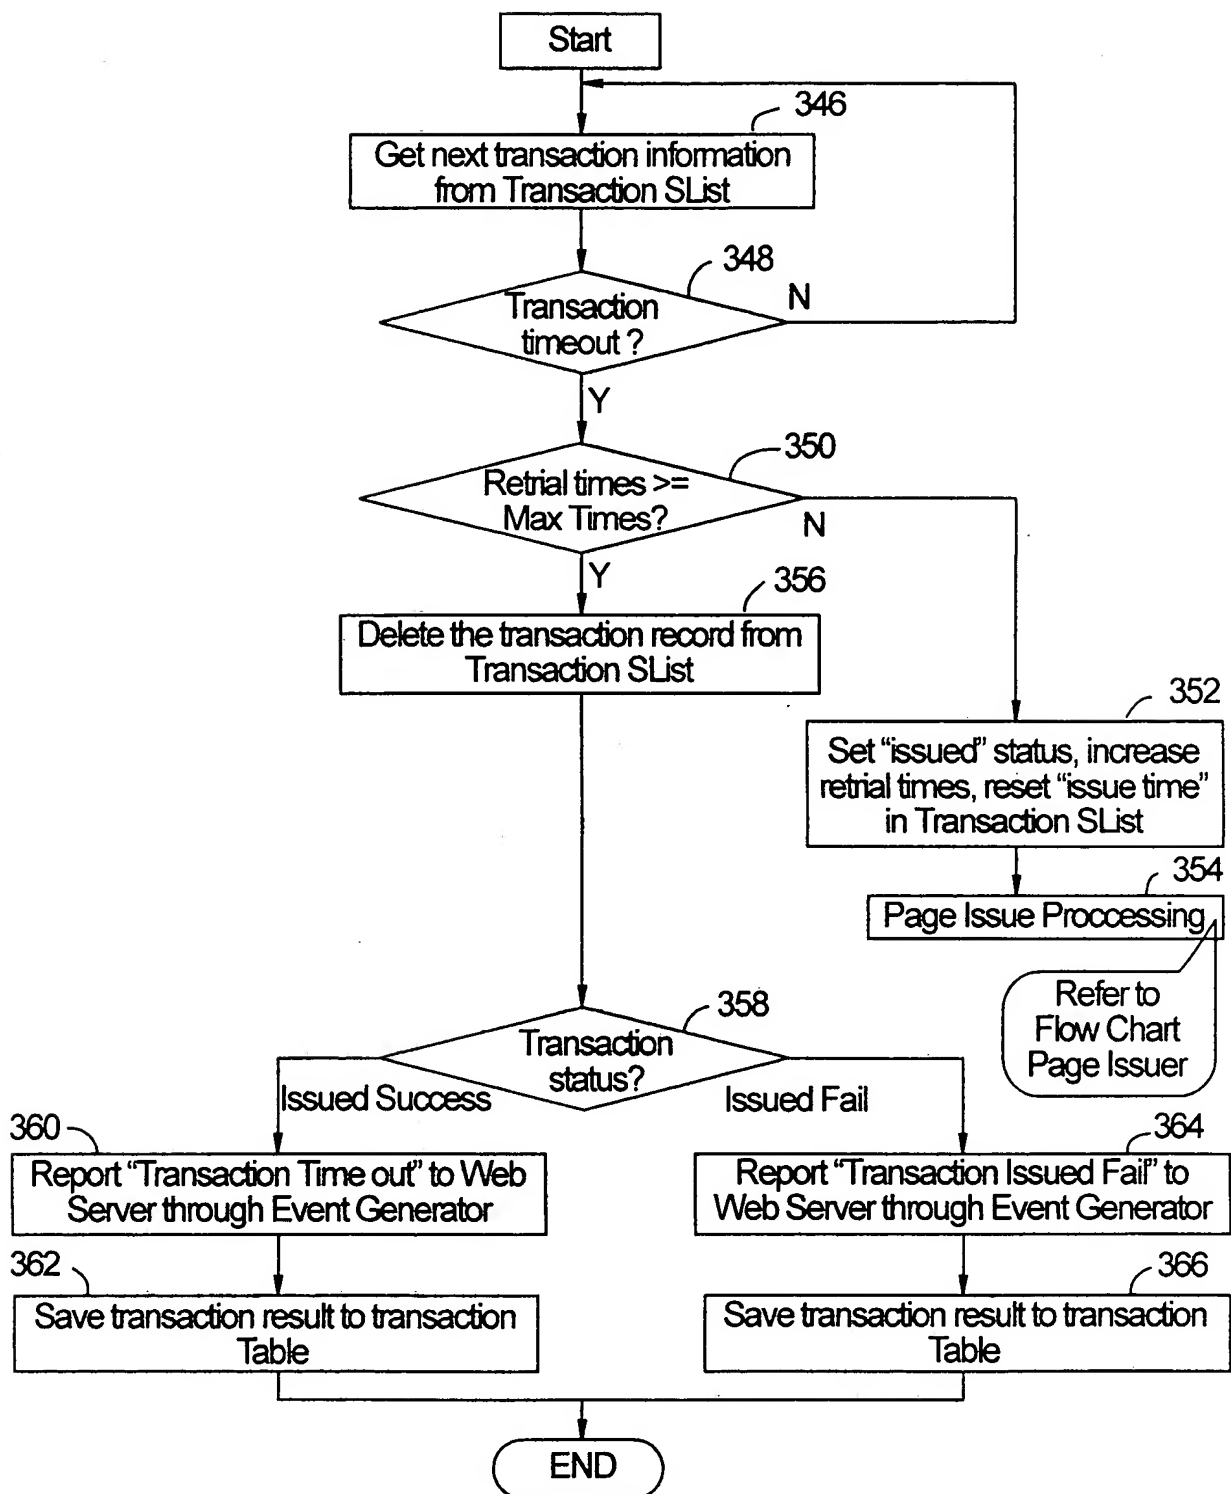 Start
346
Get next transaction information
from Transaction SList
348
Transaction
timeout ?
N
Y
350
Retrial times >=
Max Times?
N
Y
356
Delete the transaction record from
Transaction SList
352
Set “issued” status, increase
retrial times, reset “issue time”
in Transaction SList
354
Page Issue Proccessing
Refer to
Flow Chart
Page Issuer
358
Transaction
status?
Issued Success
Issued Fail
360
Report “Transaction Time out” to Web
Server through Event Generator
364
Report “Transaction Issued Fail” to
Web Server through Event Generator
362
Save transaction result to transaction
Table
366
Save transaction result to transaction
Table
END